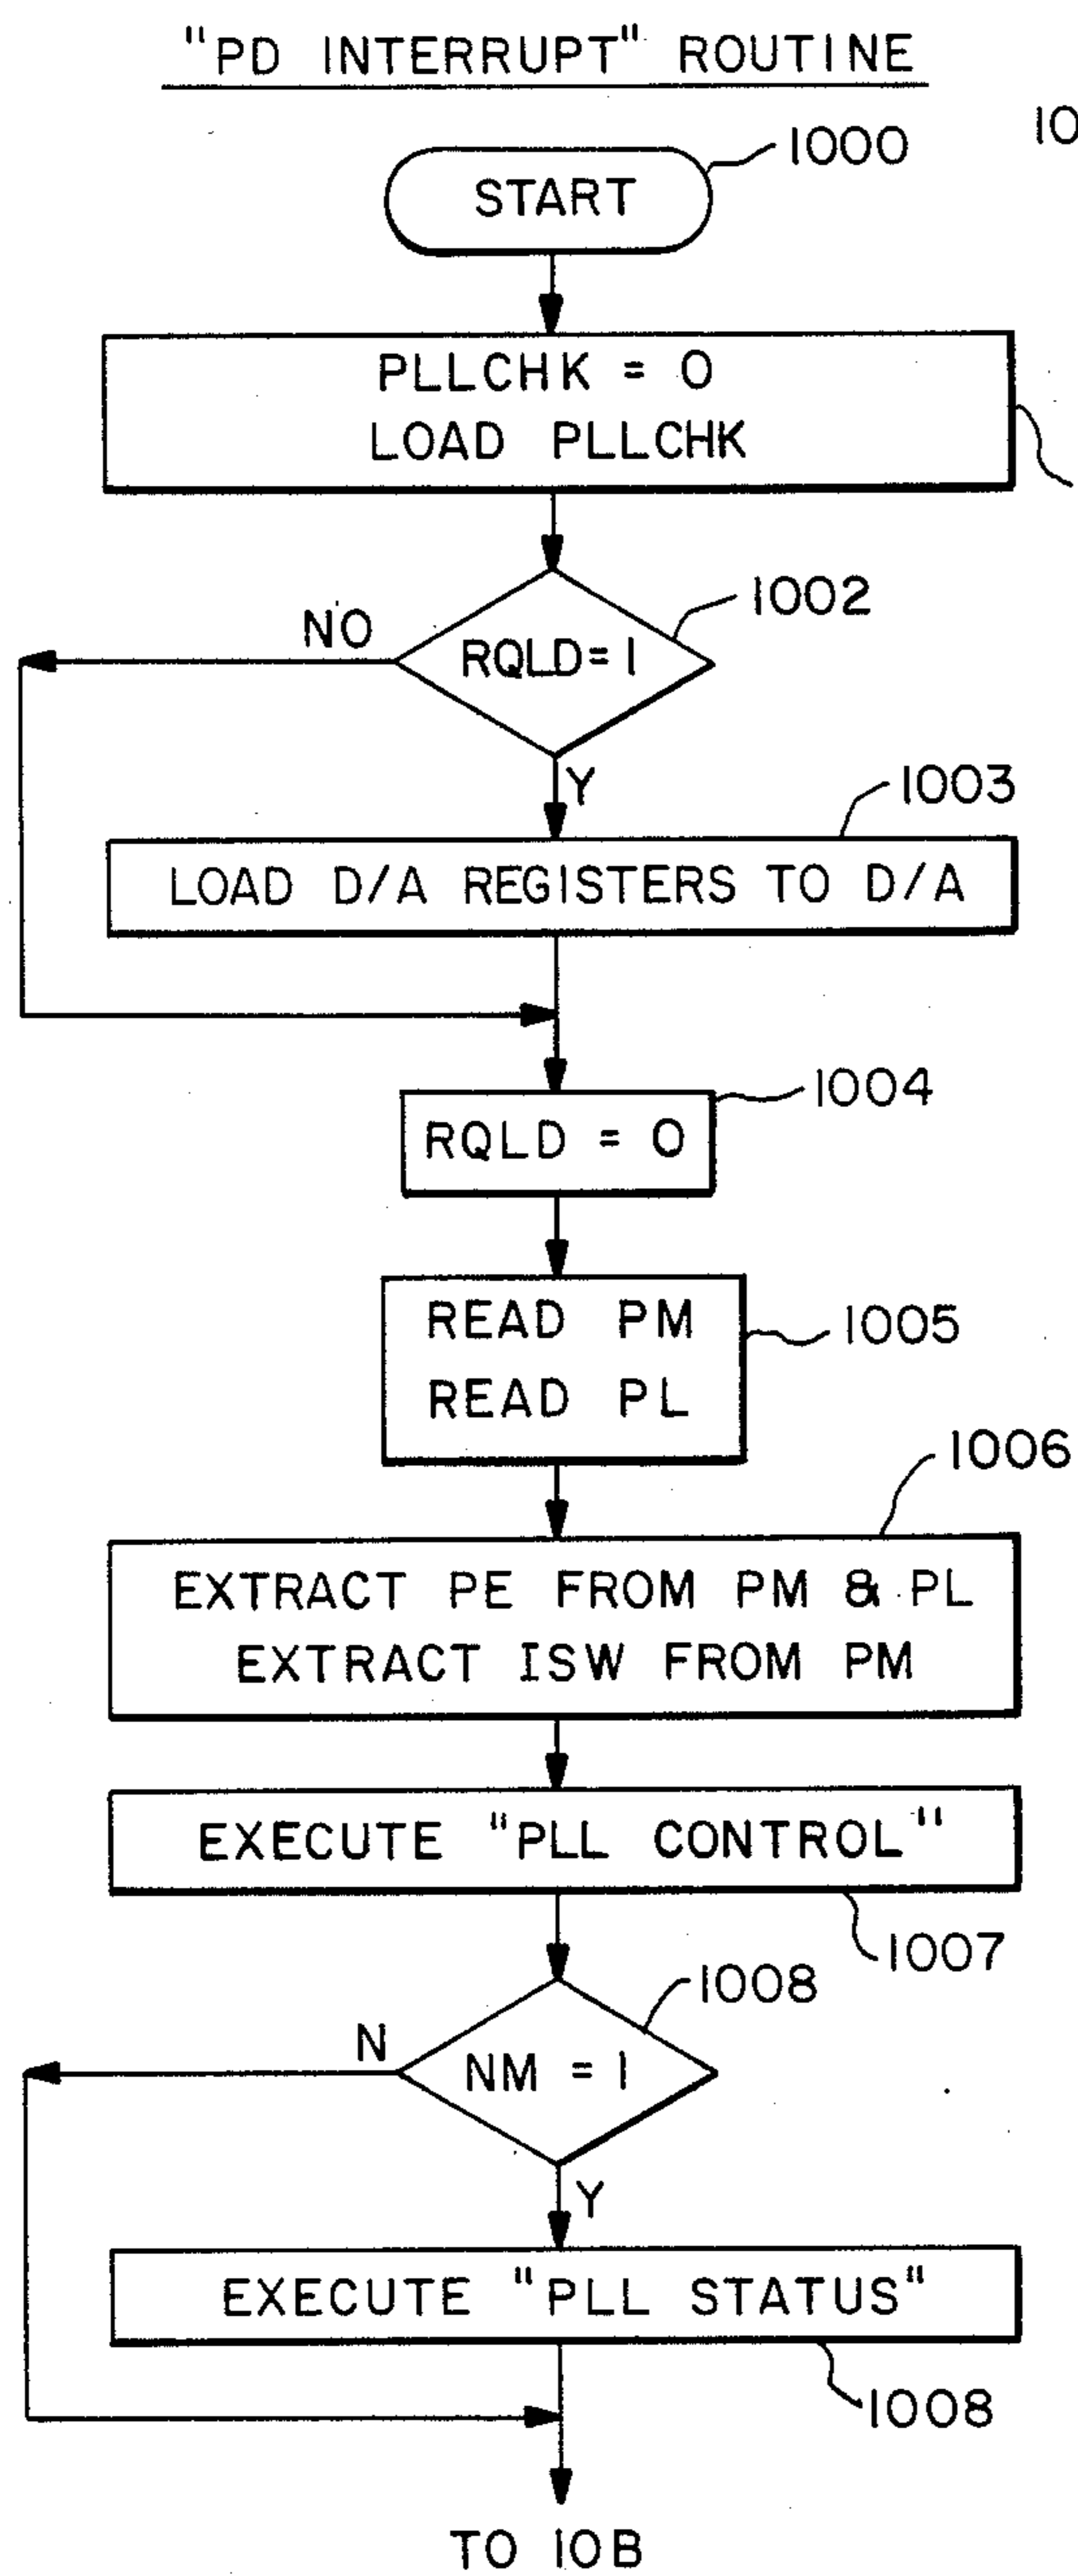 "PD INTERRUPT" ROUTINE
10
1000
START
PLLCHK = 0
LOAD PLLCHK
1002
NO
RQLD=1
Y
1003
LOAD D/A REGISTERS TO D/A
1004
RQLD = 0
READ PM
1005
READ PL
1006
EXTRACT PE FROM PM & PL
EXTRACT ISW FROM PM
EXECUTE "PLL CONTROL"
1007
1008
N
NM = 1
Y
EXECUTE "PLL STATUS"
1008
TO 10B